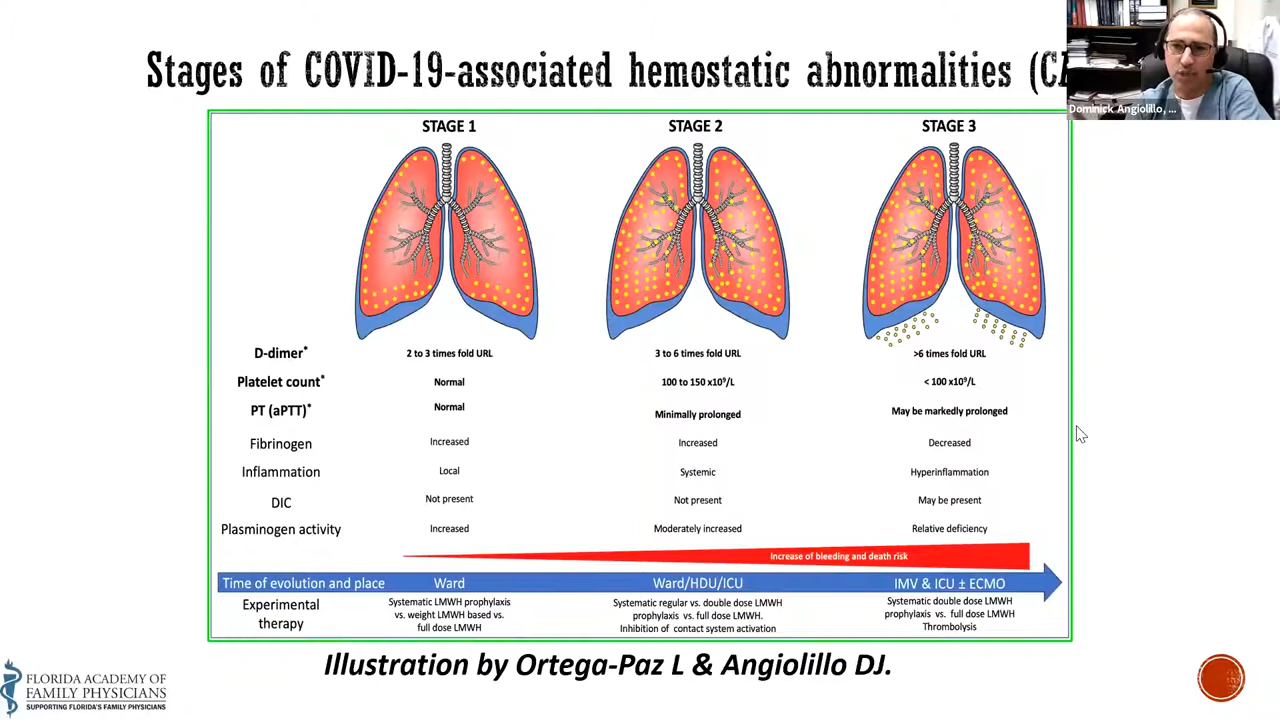 Stages of COVID-19-associated hemostatic abnormalities (CA
Dominick Angiolillo, ...
STAGE 1 STAGE 2 STAGE 3
D-dimer* 2 to 3 times fold URL 3 to 6 times fold URL >6 times fold URL
Platelet count* Normal 100 to 150 x10⁹/L < 100 x10⁹/L
PT (aPTT)* Normal Minimally prolonged May be markedly prolonged
Fibrinogen Increased Increased Decreased
Inflammation Local Systemic Hyperinflammation
DIC Not present Not present May be present
Plasminogen activity Increased Moderately increased Relative deficiency
Increase of bleeding and death risk
Time of evolution and place Ward Ward/HDU/ICU IMV & ICU ± ECMO
Experimental therapy
Systematic LMWH prophylaxis
vs. weight LMWH based vs.
full dose LMWH
Systematic regular vs. double dose LMWH
prophylaxis vs. full dose LMWH.
Inhibition of contact system activation
Systematic double dose LMWH
prophylaxis vs. full dose LMWH
Thrombolysis
Illustration by Ortega-Paz L & Angiolillo DJ.
FLORIDA ACADEMY OF
FAMILY PHYSICIANS
SUPPORTING FLORIDA'S FAMILY PHYSICIANS